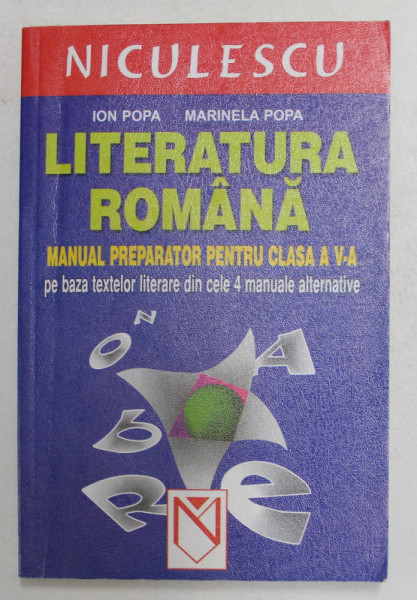 NICULESCU
ION POPA MARINELA POPA
LITERATURA
ROMÂNĂ
MANUAL PREPARATOR PENTRU CLASA A V-A
pe baza textelor literare din cele 4 manuale alternative
N
O A
b
R e
N